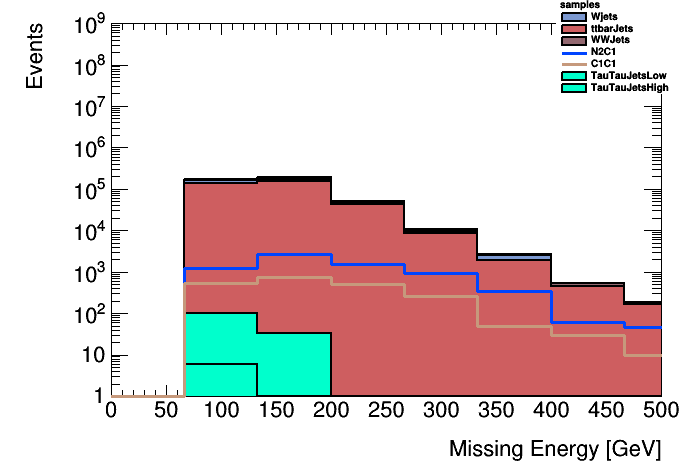 samples
Wjets
ttbarJets
WWJets
N2C1
C1C1
TauTauJetsLow
TauTauJetsHigh
Events
10⁹
10⁸
10⁷
10⁶
10⁵
10⁴
10³
10²
10
1
0 50 100 150 200 250 300 350 400 450 500
Missing Energy [GeV]